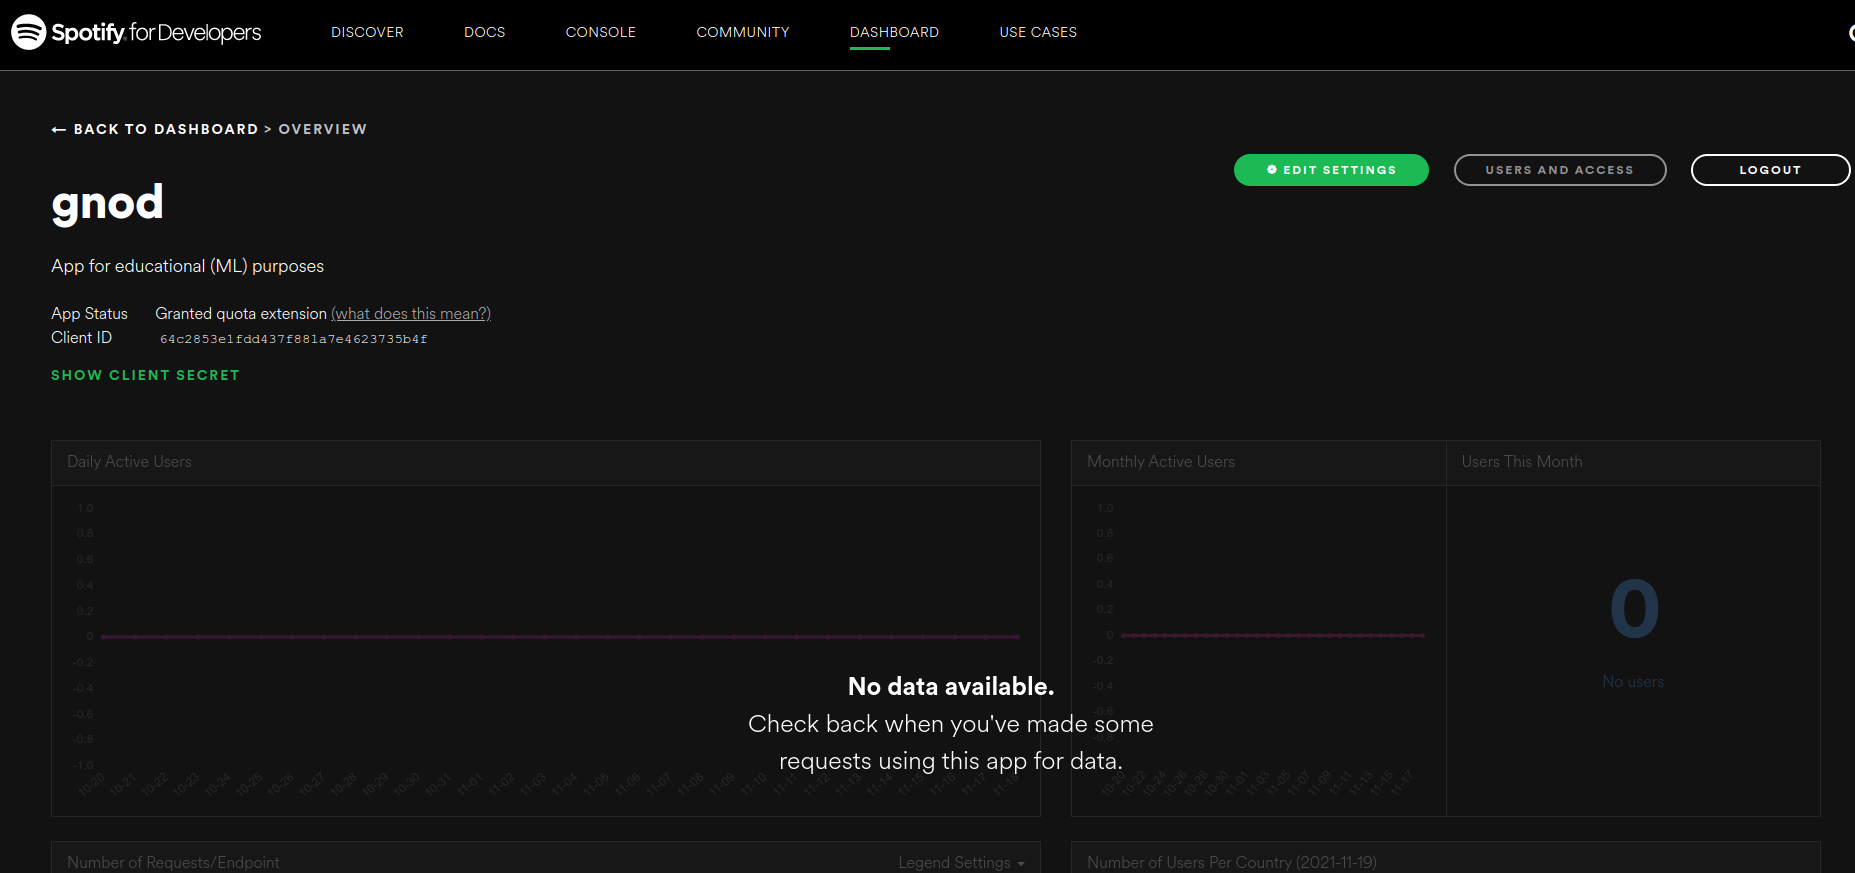 Spotify for Developers
DISCOVER DOCS CONSOLE COMMUNITY DASHBOARD USE CASES
← BACK TO DASHBOARD > OVERVIEW
EDIT SETTINGS USERS AND ACCESS LOGOUT
gnod
App for educational (ML) purposes
App Status Granted quota extension (what does this mean?)
Client ID 64c2853e1fdd437f881a7e4623735b4f
SHOW CLIENT SECRET
Daily Active Users
1.0
0.8
0.6
0.4
0.2
0
-0.2
-0.4
-0.6
-0.8
-1.0
10-20 10-21 10-22 10-23 10-24 10-25 10-26 10-27 10-28 10-29 10-30 10-31 11-01 11-02 11-03 11-04 11-05 11-06 11-07 11-08 11-09 11-10 11-11 11-12 11-13 11-14 11-15 11-16 11-17 11-18
Monthly Active Users
1.0
0.8
0.6
0.4
0.2
0
-0.2
-0.4
-0.6
-0.8
10-20 10-22 10-24 10-26 10-28 10-30 11-01 11-03 11-05 11-07 11-09 11-11 11-13 11-15 11-17
Users This Month
0
No users
No data available.
Check back when you've made some
requests using this app for data.
Number of Requests/Endpoint Legend Settings
Number of Users Per Country (2021-11-19)